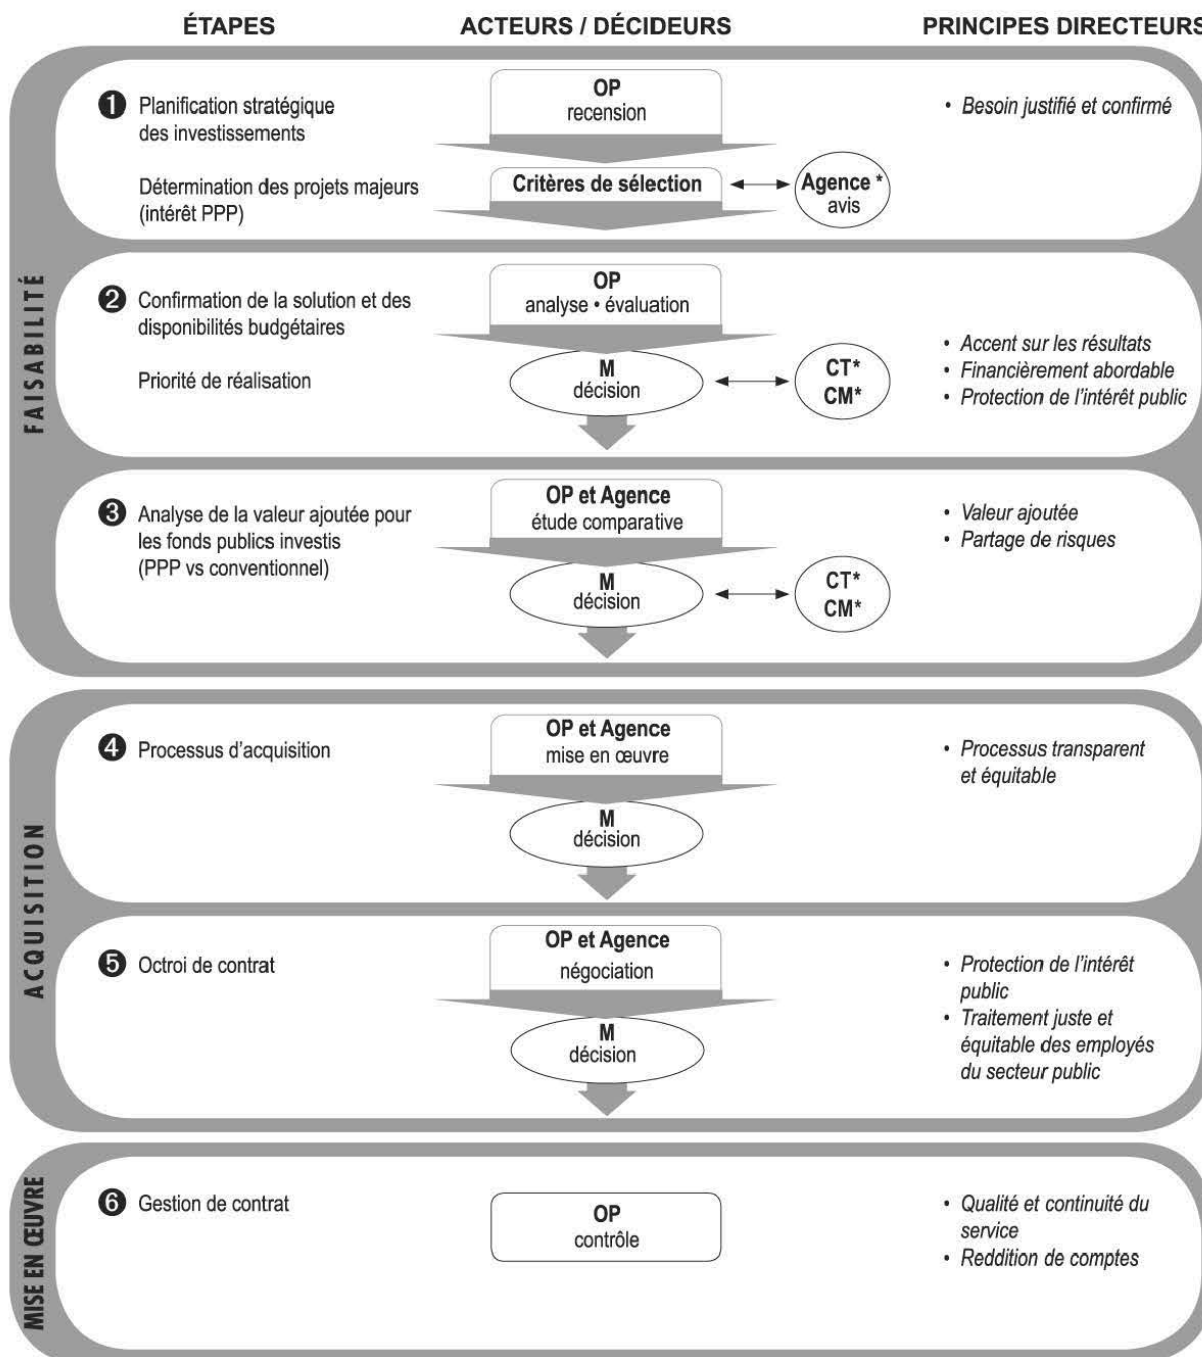 ÉTAPES
ACTEURS / DÉCIDEURS
PRINCIPES DIRECTEURS
FAISABILITÉ
❶ Planification stratégique
des investissements
Détermination des projets majeurs
(intérêt PPP)
OP
recension
Critères de sélection
Agence *
avis
• Besoin justifié et confirmé
❷ Confirmation de la solution et des
disponibilités budgétaires
Priorité de réalisation
OP
analyse • évaluation
M
décision
CT*
CM*
• Accent sur les résultats
• Financièrement abordable
• Protection de l'intérêt public
❸ Analyse de la valeur ajoutée pour
les fonds publics investis
(PPP vs conventionnel)
OP et Agence
étude comparative
M
décision
CT*
CM*
• Valeur ajoutée
• Partage de risques
ACQUISITION
❹ Processus d'acquisition
OP et Agence
mise en œuvre
M
décision
• Processus transparent
et équitable
❺ Octroi de contrat
OP et Agence
négociation
M
décision
• Protection de l'intérêt
public
• Traitement juste et
équitable des employés
du secteur public
MISE EN ŒUVRE
❻ Gestion de contrat
OP
contrôle
• Qualité et continuité du
service
• Reddition de comptes